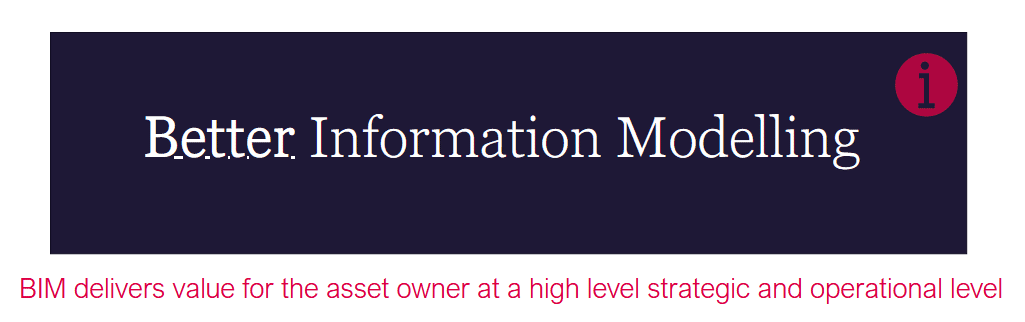 i
Better Information Modelling
BIM delivers value for the asset owner at a high level strategic and operational level